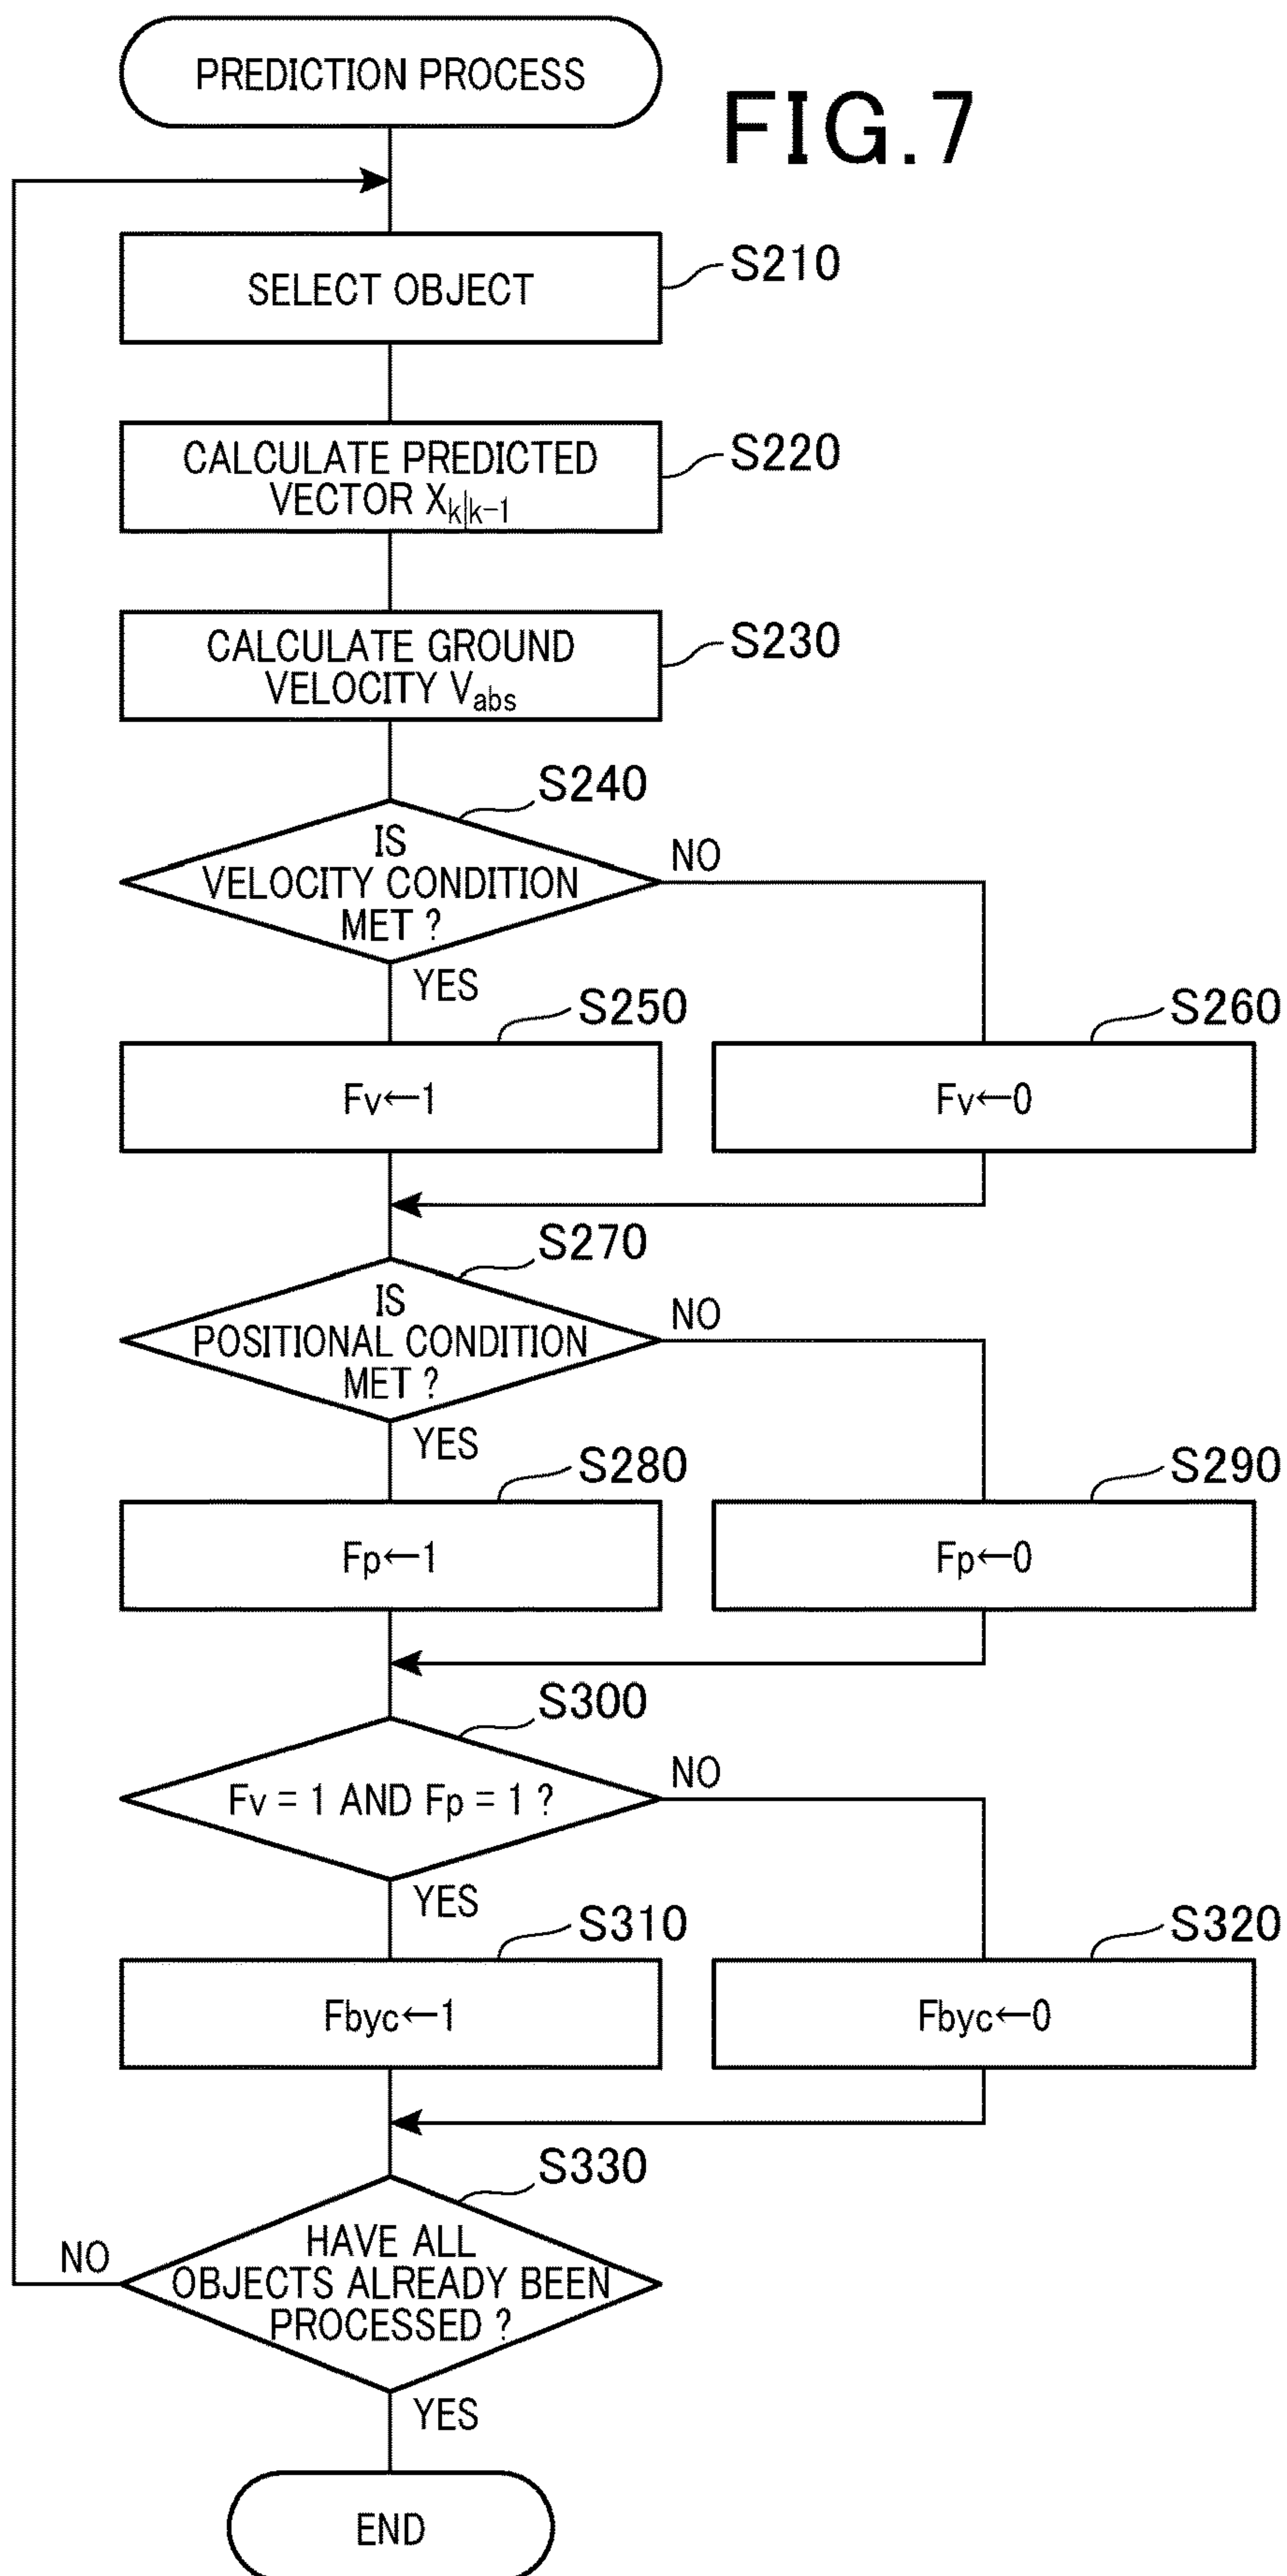 PREDICTION PROCESS
FIG.7
SELECT OBJECT
S210
CALCULATE PREDICTED
VECTOR Xk|k-1
S220
CALCULATE GROUND
VELOCITY Vabs
S230
S240
IS
VELOCITY CONDITION
MET ?
NO
YES
S250
Fv←1
S260
Fv←0
S270
IS
POSITIONAL CONDITION
MET ?
NO
YES
S280
Fp←1
S290
Fp←0
S300
Fv = 1 AND Fp = 1 ?
NO
YES
S310
Fbyc←1
S320
Fbyc←0
S330
HAVE ALL
OBJECTS ALREADY BEEN
PROCESSED ?
NO
YES
END